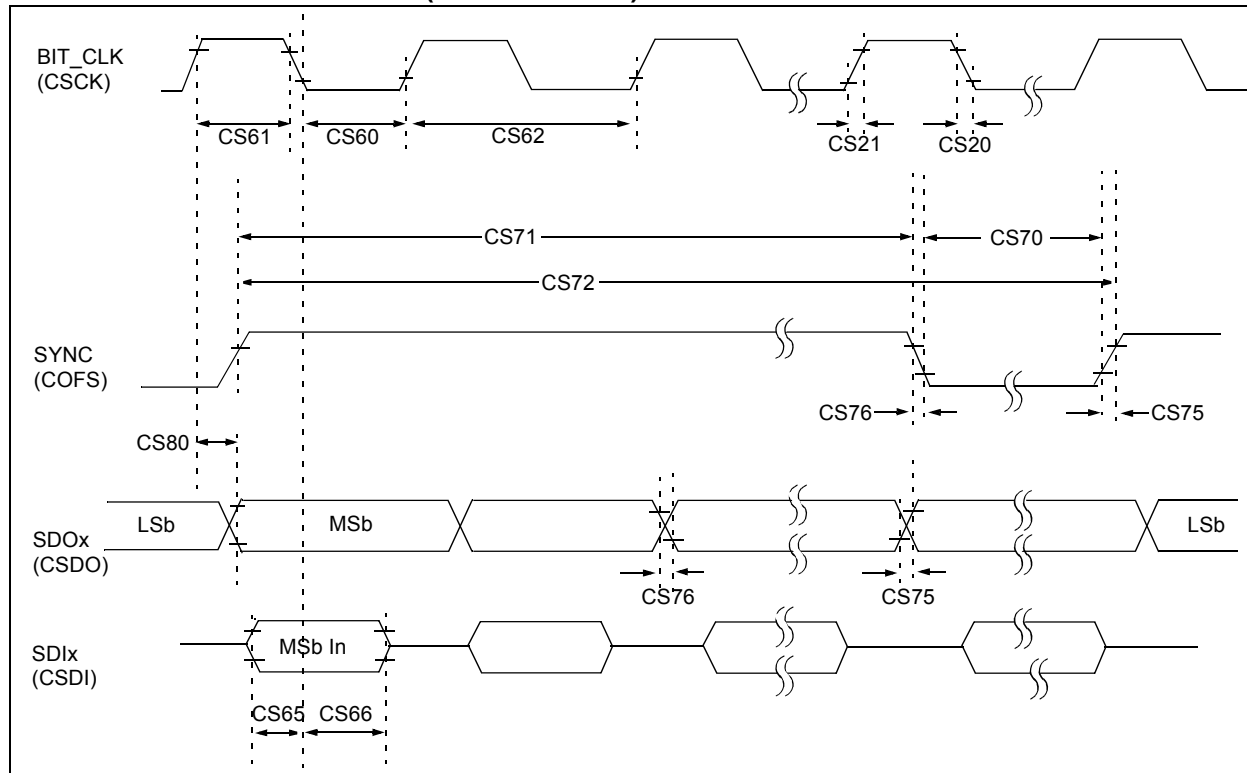 BIT_CLK
(CSCK)
CS61
CS60
CS62
CS21
CS20
CS71
CS70
CS72
SYNC
(COFS)
CS76
CS75
CS80
LSb
MSb
LSb
SDOx
(CSDO)
CS76
CS75
MSb In
SDIx
(CSDI)
CS65
CS66